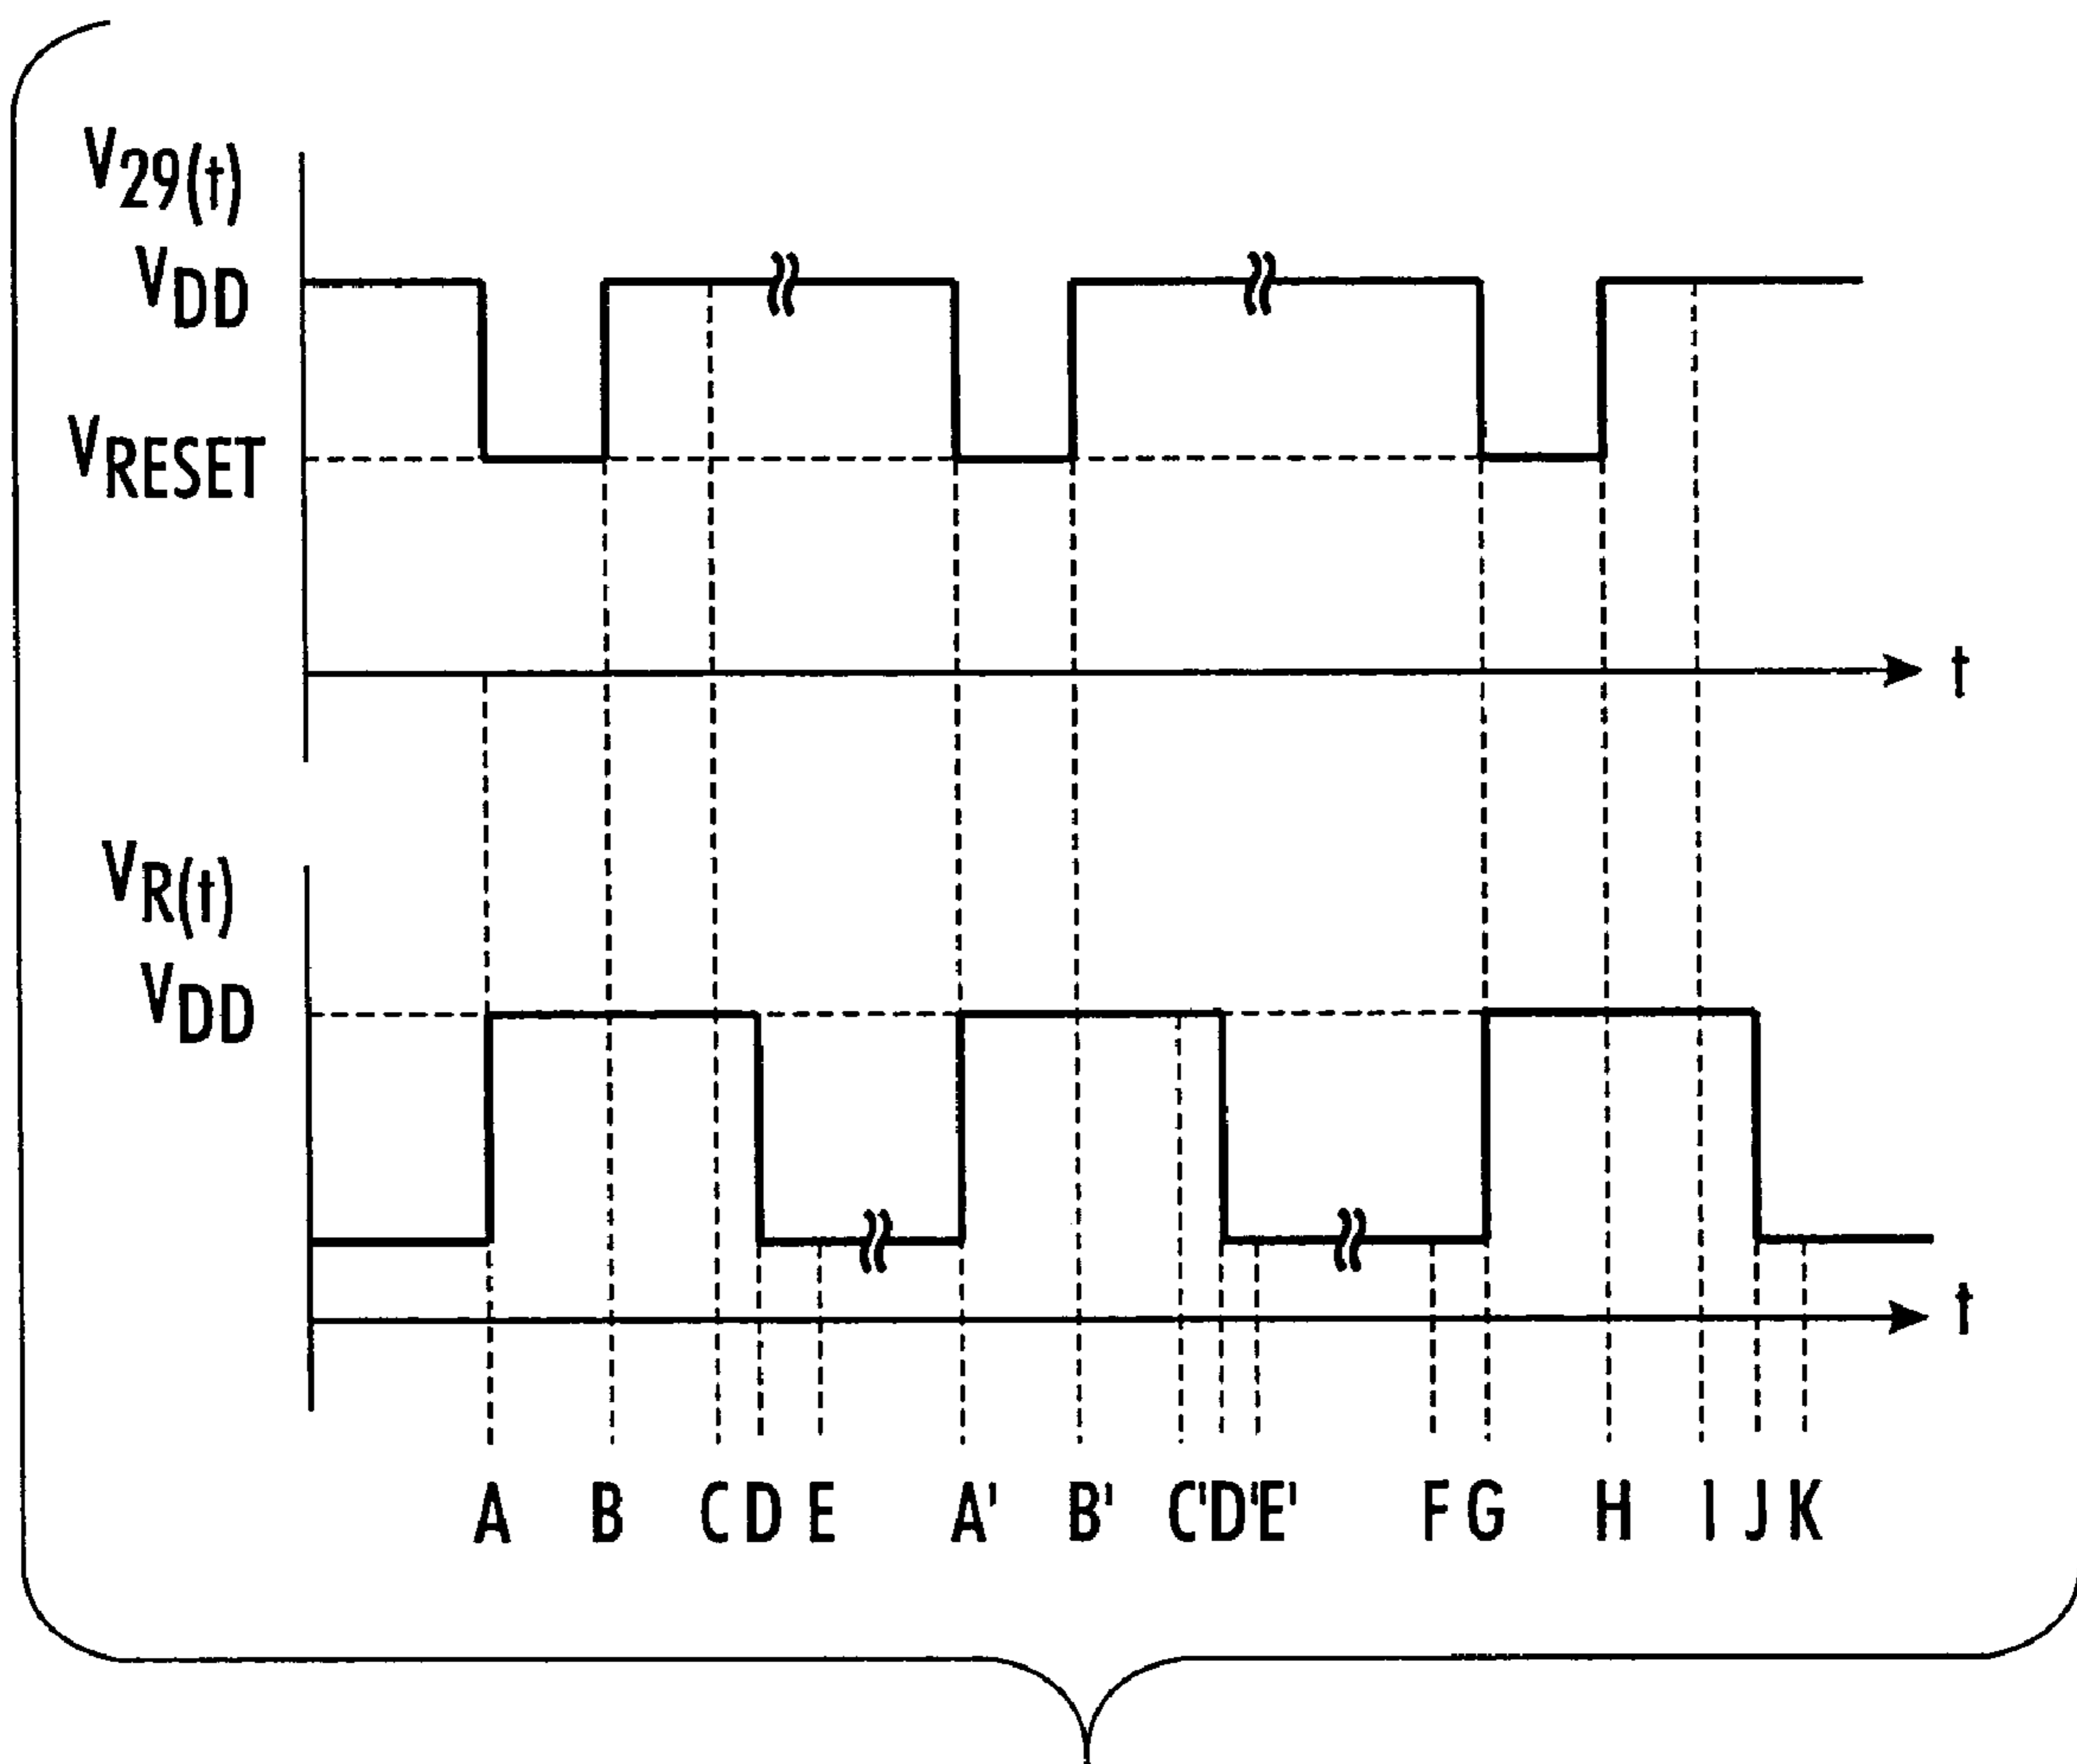 V29(t)
VDD
VRESET
t
VR(t)
VDD
t
A B C D E A' B' C' D' E' F G H I J K